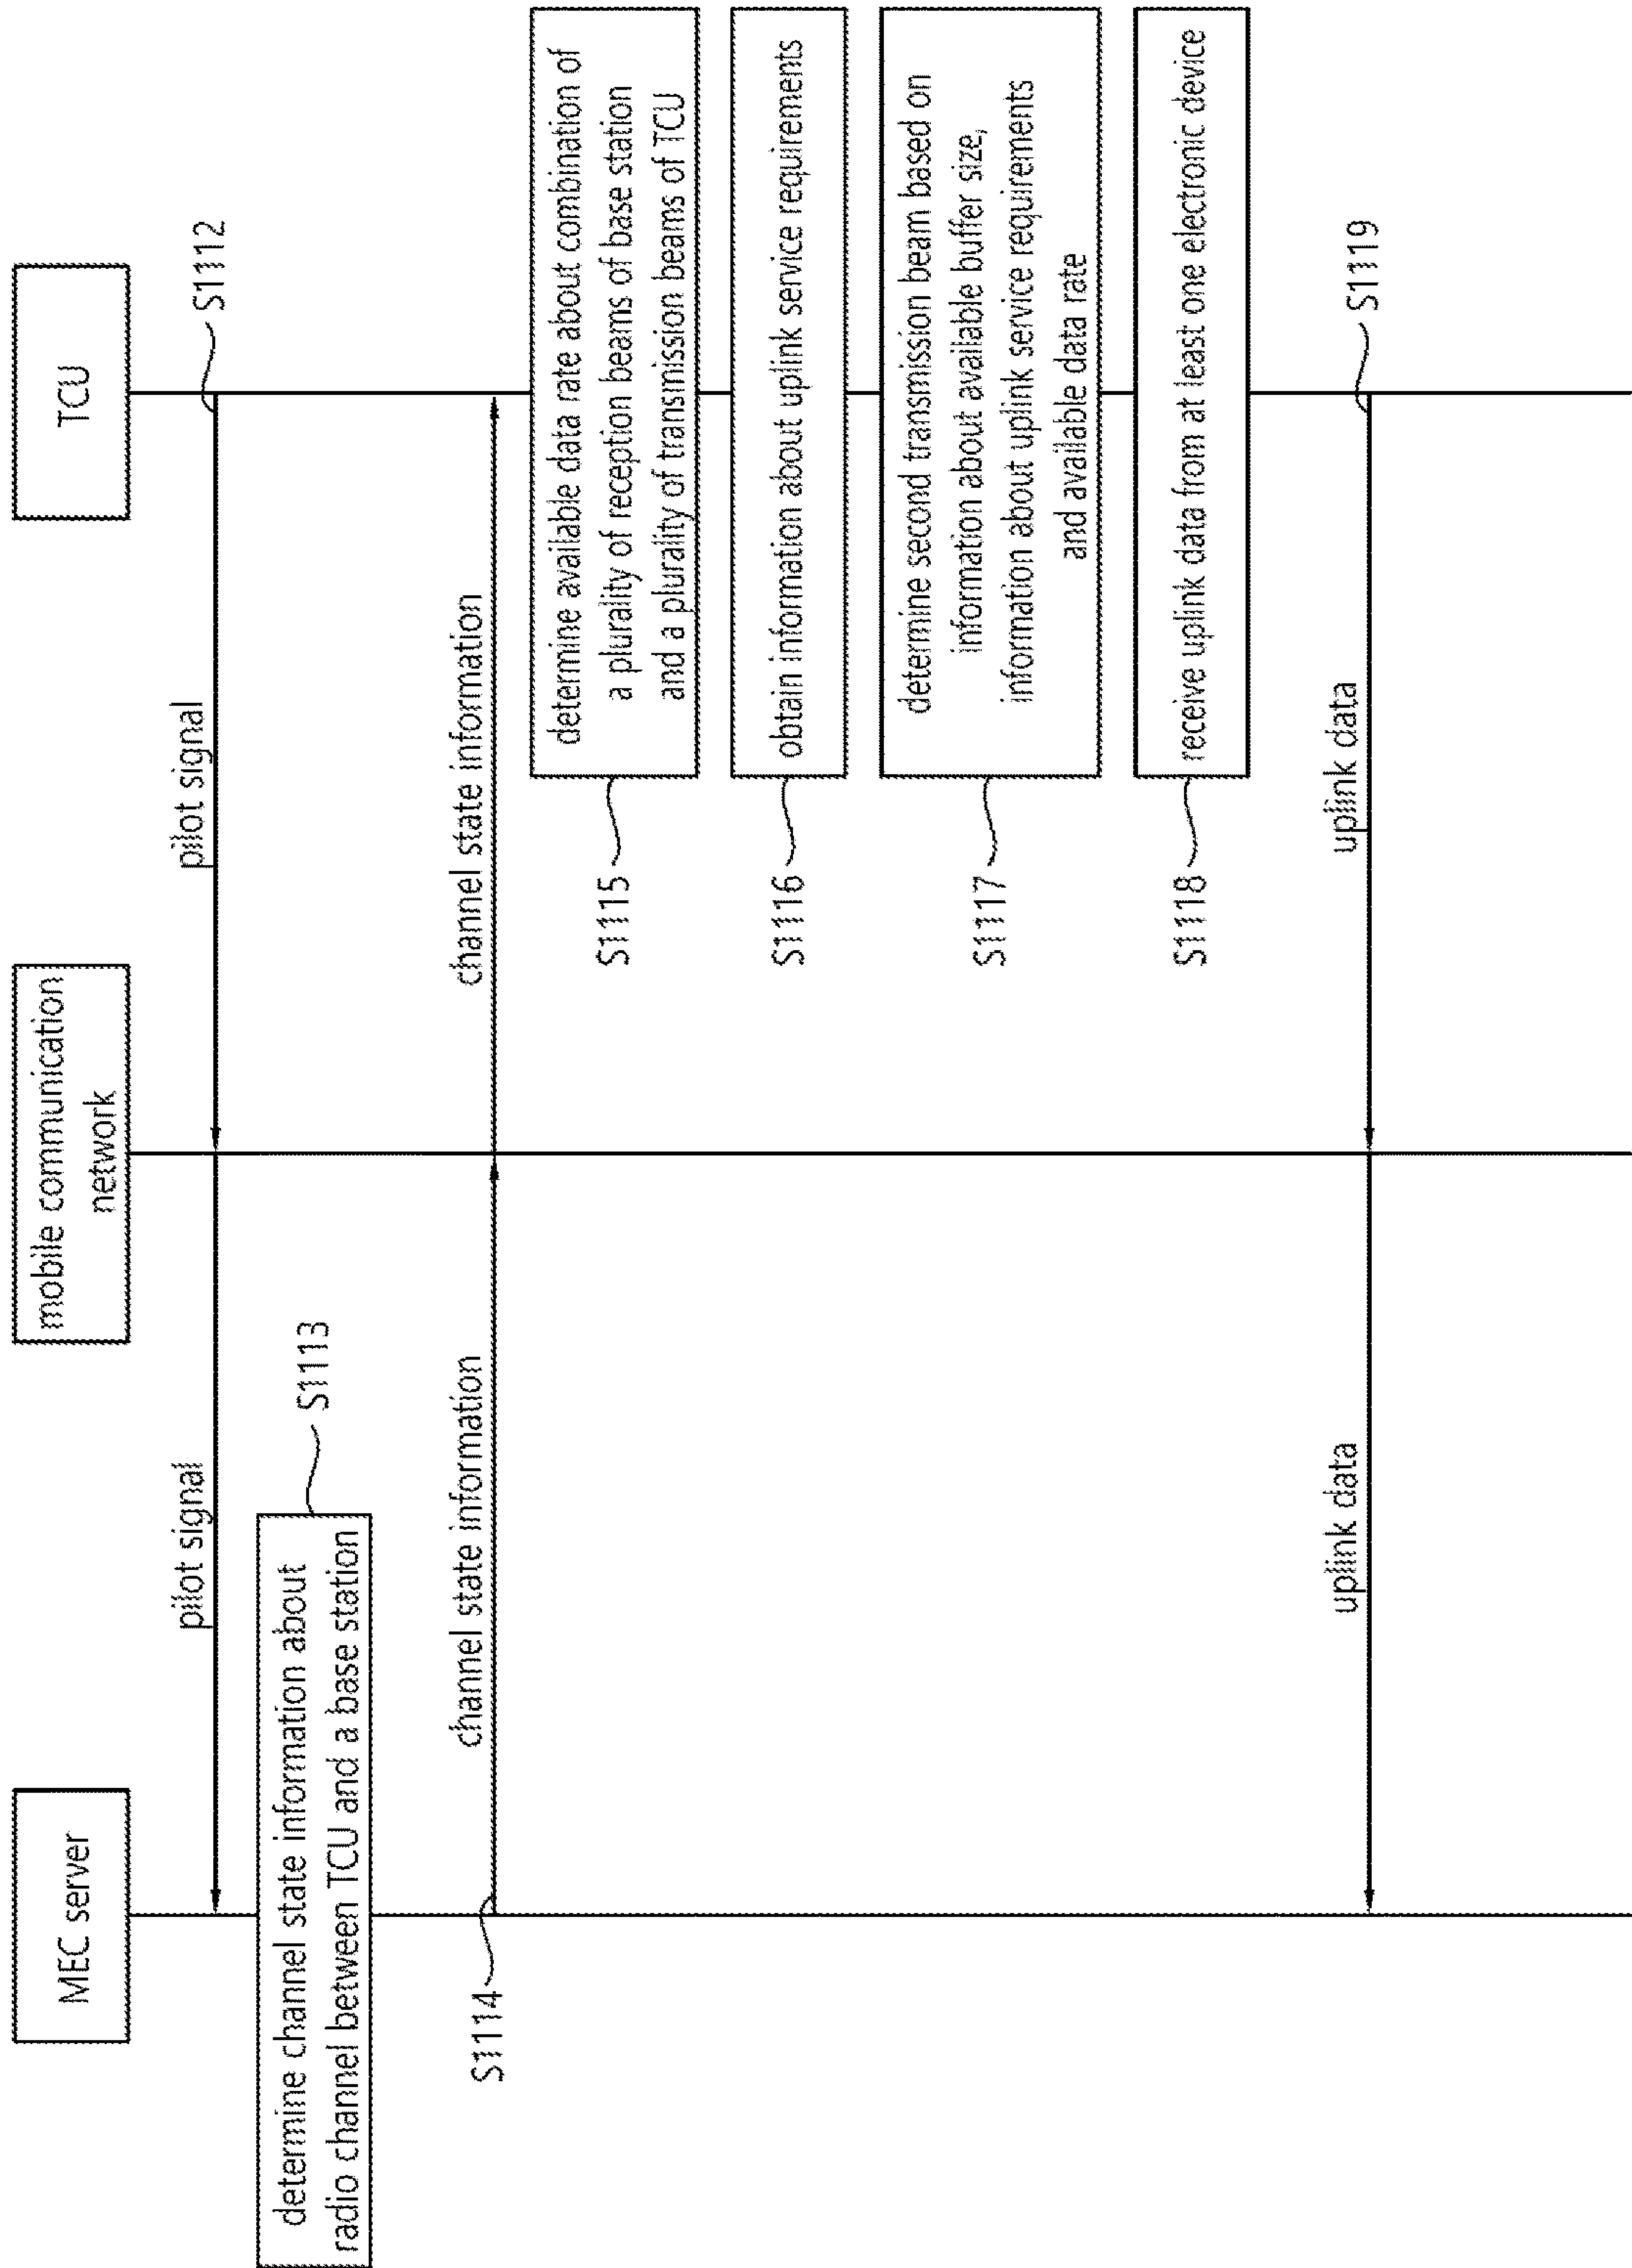 MEC server
mobile communication
network
TCU
pilot signal
pilot signal
S1112
determine channel state information about
radio channel between TCU and a base station
S1113
S1114
channel state information
channel state information
S1115
determine available data rate about combination of
a plurality of reception beams of base station
and a plurality of transmission beams of TCU
S1116
obtain information about uplink service requirements
S1117
determine second transmission beam based on
information about available buffer size,
information about uplink service requirements
and available data rate
S1118
receive uplink data from at least one electronic device
uplink data
uplink data
S1119